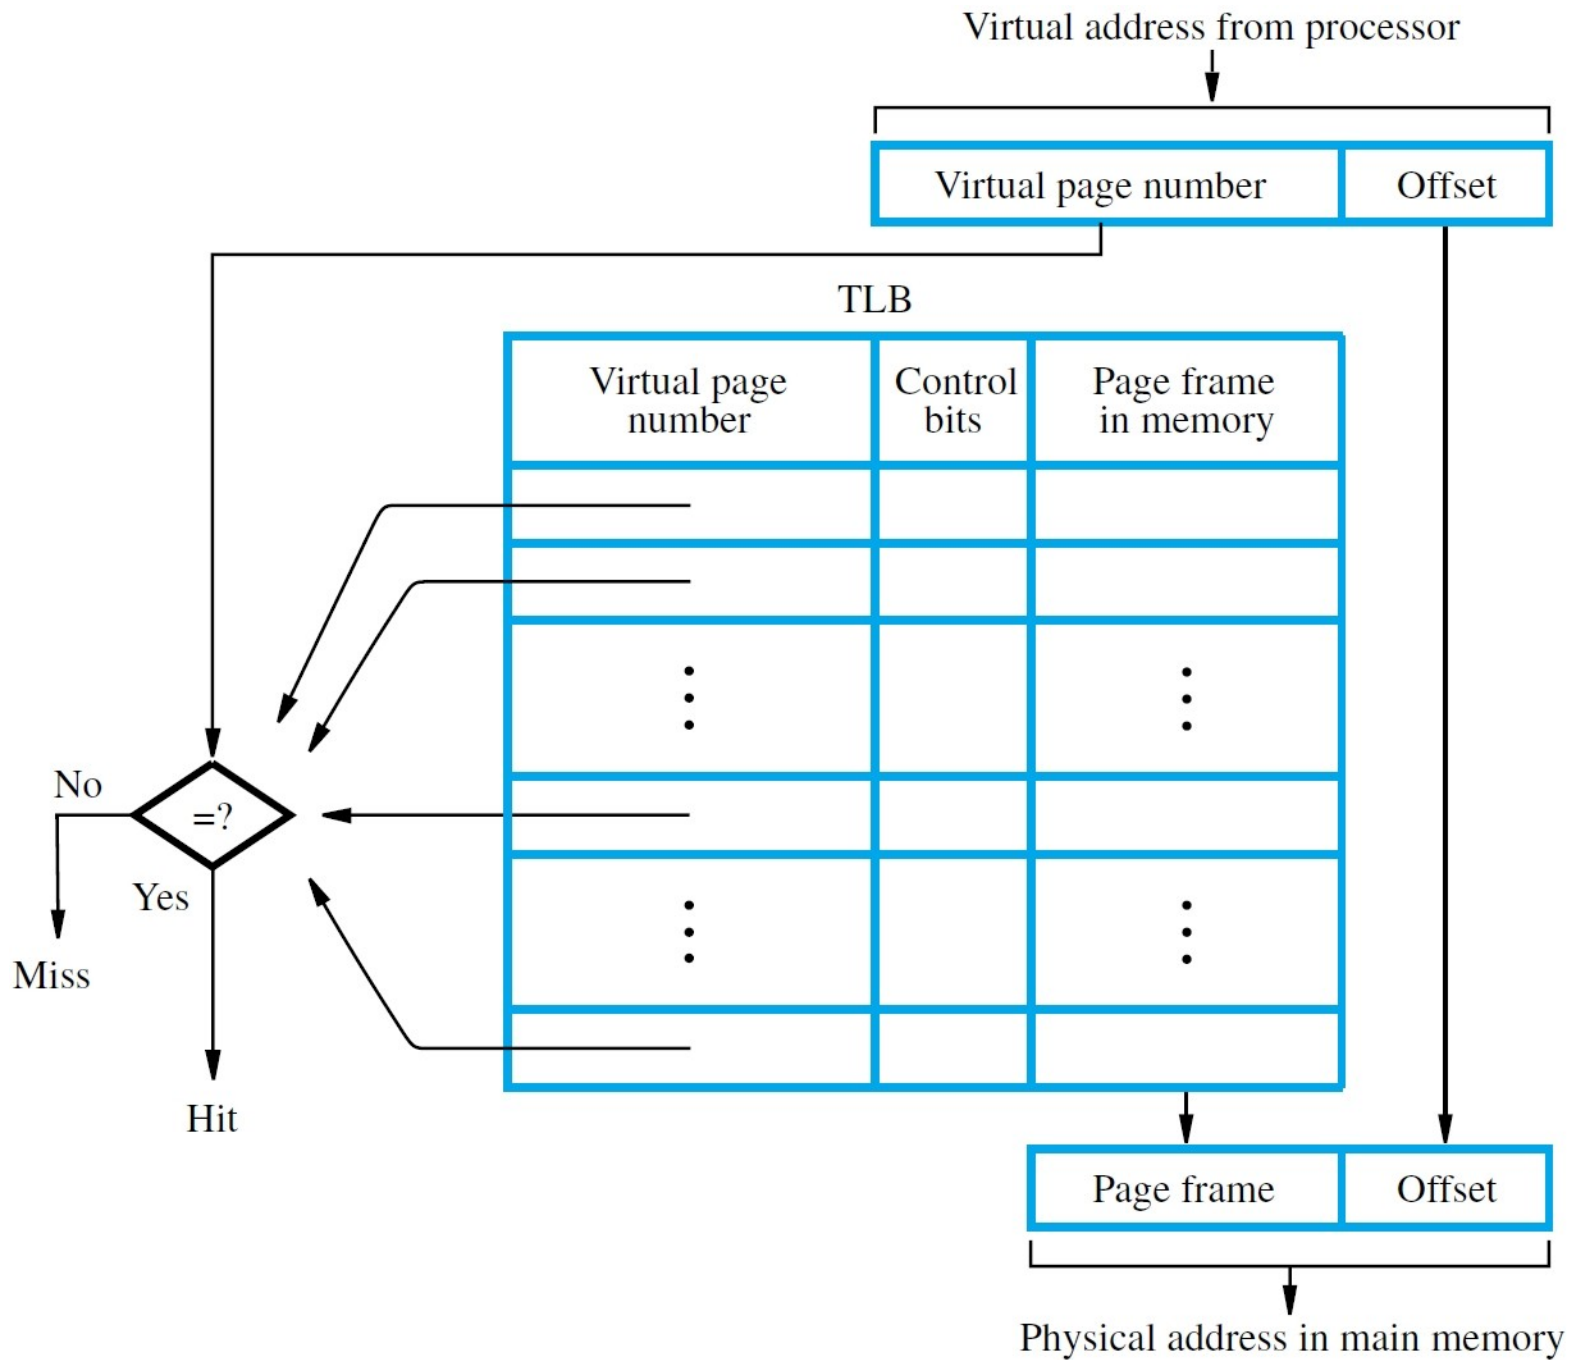 Virtual address from processor
Virtual page number
Offset
TLB
Virtual page
number
Control
bits
Page frame
in memory
No
=?
Yes
Miss
Hit
Page frame
Offset
Physical address in main memory